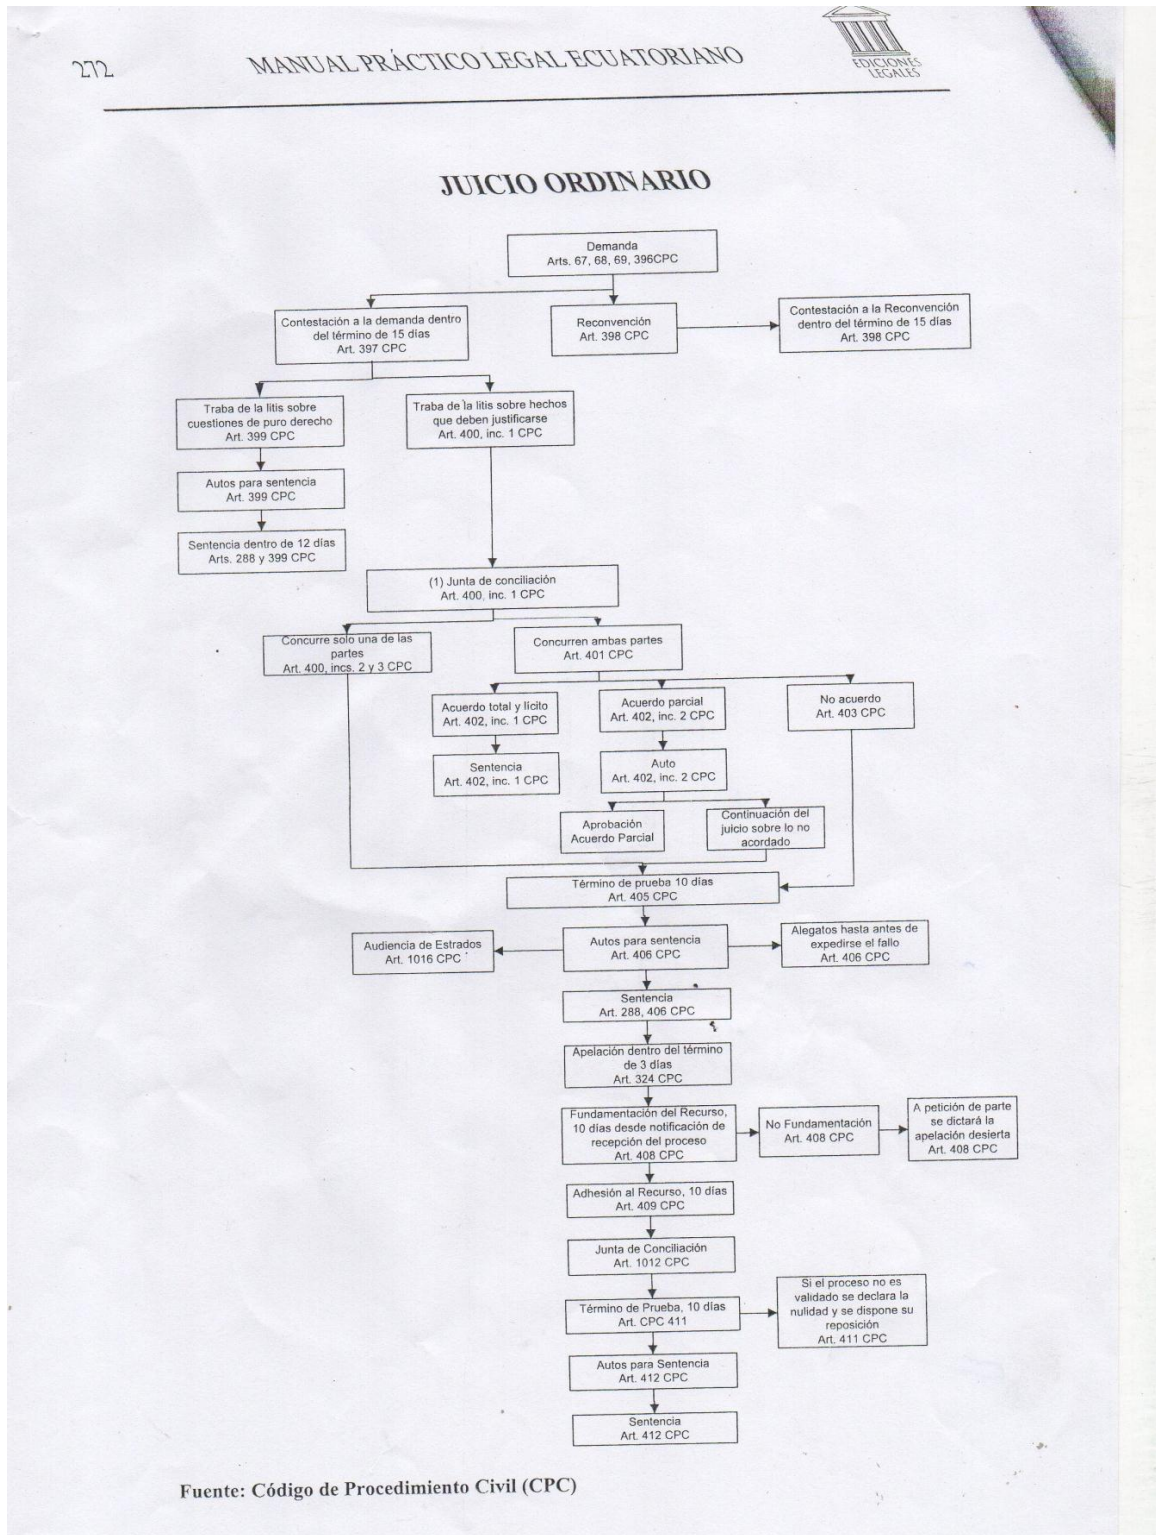 272
MANUAL PRÁCTICO LEGAL ECUATORIANO
EDICIONES
LEGALES
JUICIO ORDINARIO
Demanda
Arts. 67, 68, 69, 396CPC
Contestación a la demanda dentro
del término de 15 días
Art. 397 CPC
Reconvención
Art. 398 CPC
Contestación a la Reconvención
dentro del término de 15 días
Art. 398 CPC
Traba de la litis sobre
cuestiones de puro derecho
Art. 399 CPC
Traba de la litis sobre hechos
que deben justificarse
Art. 400, inc. 1 CPC
Autos para sentencia
Art. 399 CPC
Sentencia dentro de 12 días
Arts. 288 y 399 CPC
(1) Junta de conciliación
Art. 400, inc. 1 CPC
Concurre solo una de las
partes
Art. 400, incs. 2 y 3 CPC
Concurren ambas partes
Art. 401 CPC
Acuerdo total y lícito
Art. 402, inc. 1 CPC
Acuerdo parcial
Art. 402, inc. 2 CPC
No acuerdo
Art. 403 CPC
Sentencia
Art. 402, inc. 1 CPC
Auto
Art. 402, inc. 2 CPC
Aprobación
Acuerdo Parcial
Continuación del
juicio sobre lo no
acordado
Término de prueba 10 días
Art. 405 CPC
Audiencia de Estrados
Art. 1016 CPC
Autos para sentencia
Art. 406 CPC
Alegatos hasta antes de
expedirse el fallo
Art. 406 CPC
Sentencia
Art. 288, 406 CPC
Apelación dentro del término
de 3 días
Art. 324 CPC
Fundamentación del Recurso,
10 días desde notificación de
recepción del proceso
Art. 408 CPC
No Fundamentación
Art. 408 CPC
A petición de parte
se dictará la
apelación desierta
Art. 408 CPC
Adhesión al Recurso, 10 días
Art. 409 CPC
Junta de Conciliación
Art. 1012 CPC
Término de Prueba, 10 días
Art. CPC 411
Si el proceso no es
validado se declara la
nulidad y se dispone su
reposición
Art. 411 CPC
Autos para Sentencia
Art. 412 CPC
Sentencia
Art. 412 CPC
Fuente: Código de Procedimiento Civil (CPC)